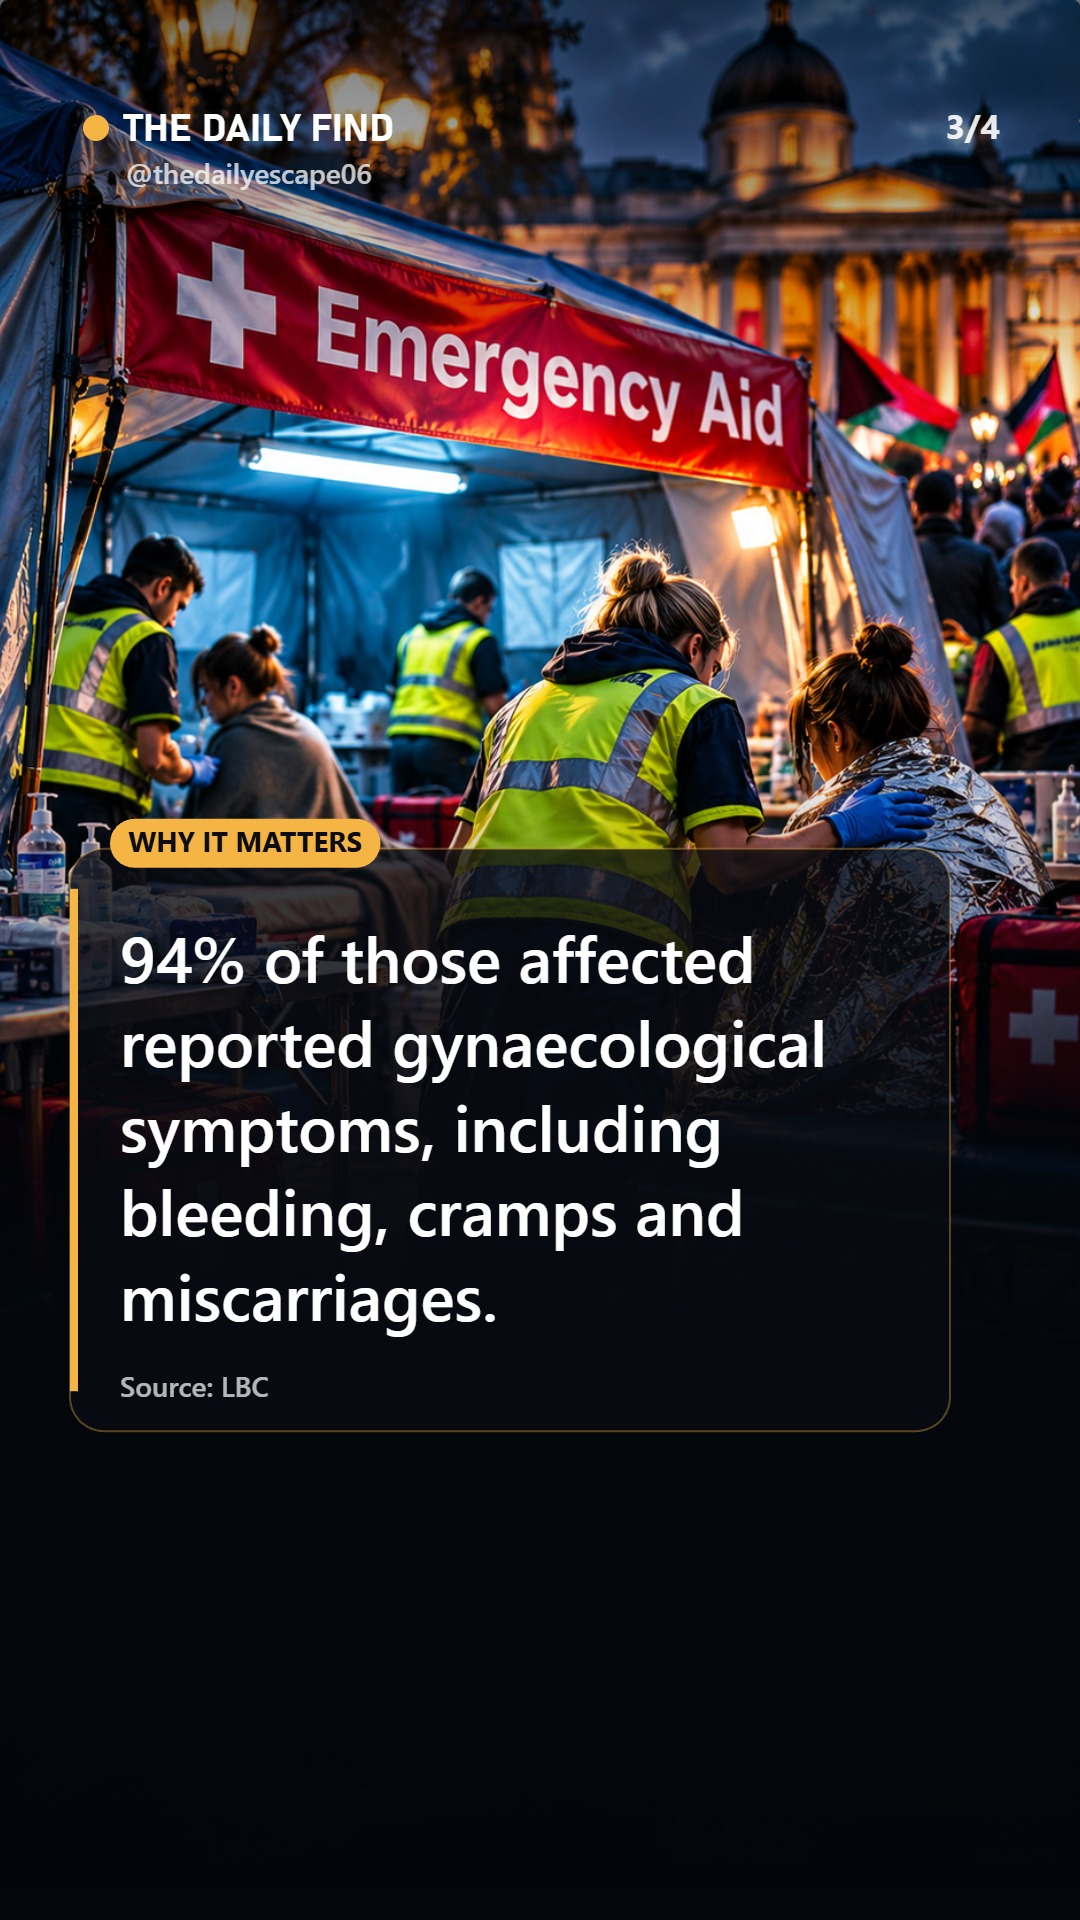 THE DAILY FIND
3/4
@thedailyescape06
Emergency Aid
WHY IT MATTERS
94% of those affected
reported gynaecological
symptoms, including
bleeding, cramps and
miscarriages.
Source: LBC